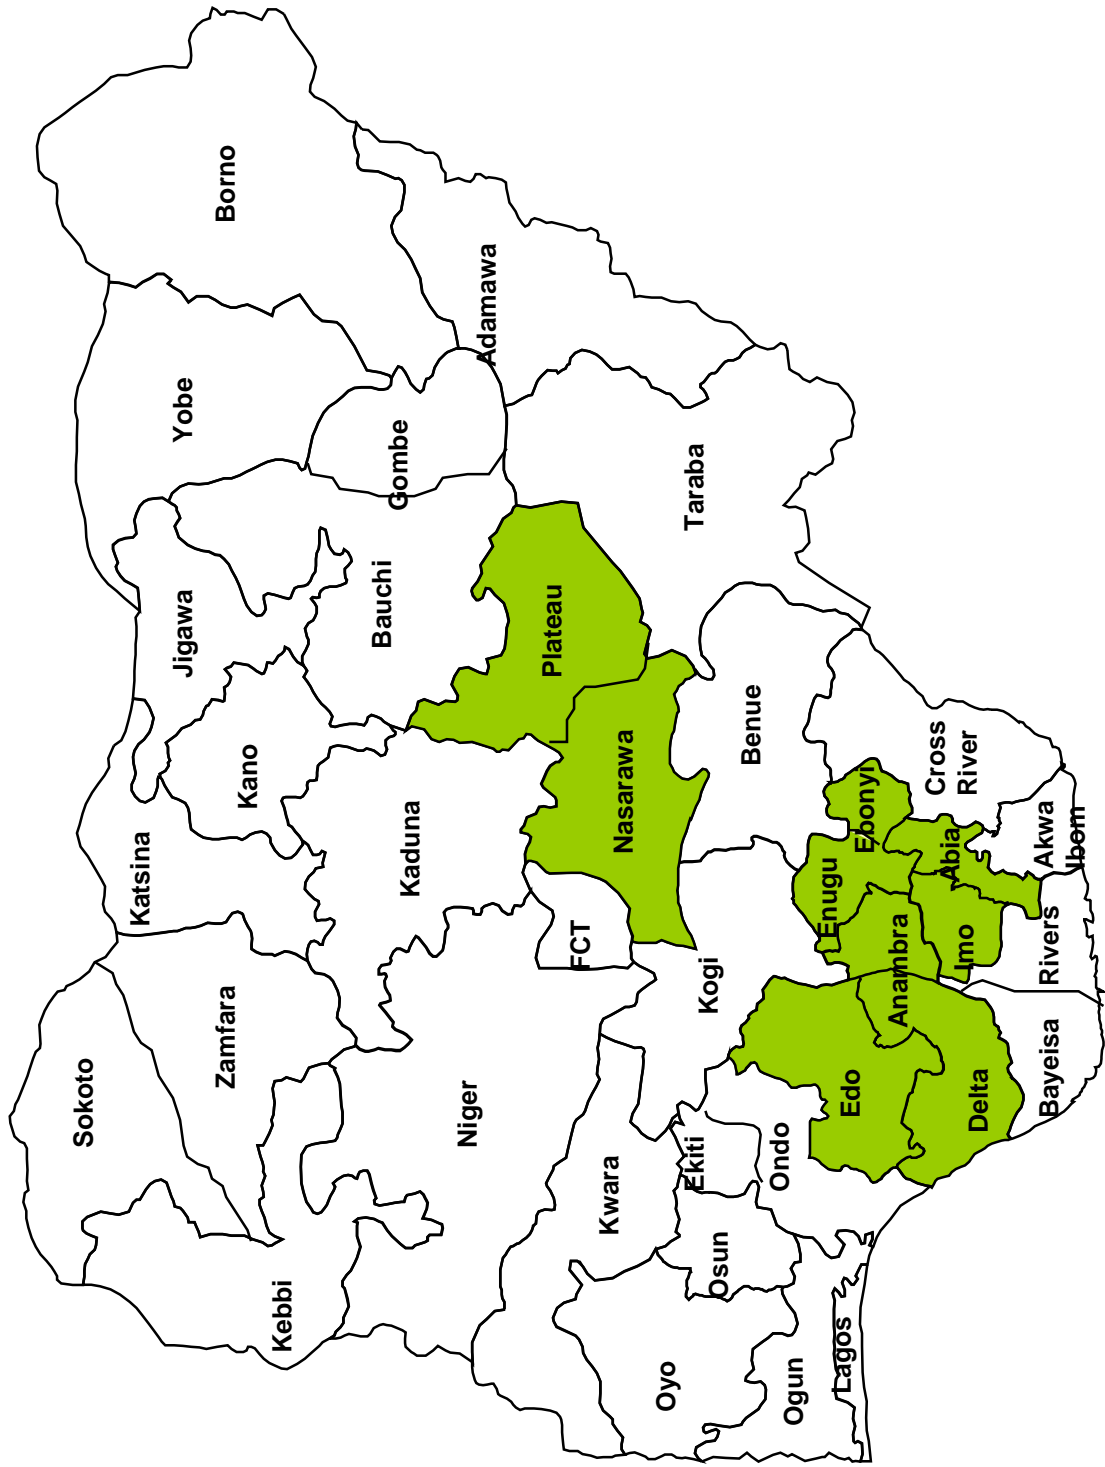 Sokoto
Katsina
Jigawa
Yobe
Borno
Zamfara
Kano
Kebbi
Kaduna
Bauchi
Gombe
Adamawa
Niger
Plateau
FCT
Nasarawa
Taraba
Kwara
Kogi
Benue
Oyo
Osun
Ekiti
Ondo
Edo
Enugu
Ebonyi
Cross
River
Ogun
Lagos
Anambra
Abia
Imo
Delta
Bayeisa
Rivers
Akwa
Ibom